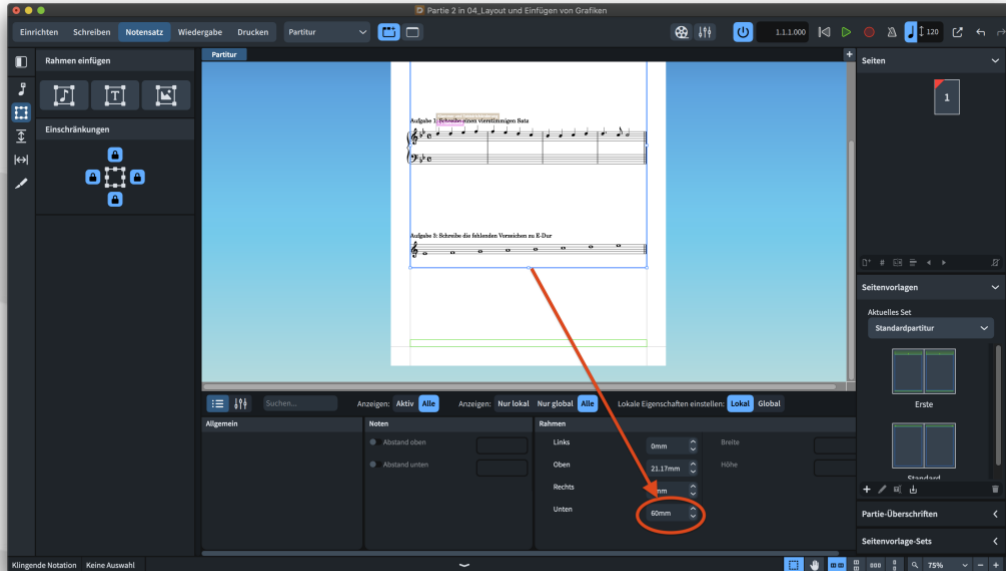 Partie 2 in 04_Layout und Einfügen von Grafiken
Einrichten Schreiben Notensatz Wiedergabe Drucken Partitur 1.1.1.000 120
Partitur
Rahmen einfügen
Einschränkungen
Aufgabe 1: Schreibe einen vierstimmigen Satz
Aufgabe 3: Schreibe die fehlenden Vorzeichen zu E-Dur
Seiten
1
Seitenvorlagen
Aktuelles Set
Standardpartitur
Erste
Standard
Partie-Überschriften
Seitenvorlage-Sets
Suchen... Anzeigen: Aktiv Alle Anzeigen: Nur lokal Nur global Alle Lokale Eigenschaften einstellen: Lokal Global
Allgemein Noten Rahmen
Abstand oben Links 0mm Breite
Abstand unten Oben 21.17mm Höhe
Rechts mm
Unten 60mm
Klingende Notation Keine Auswahl 75%